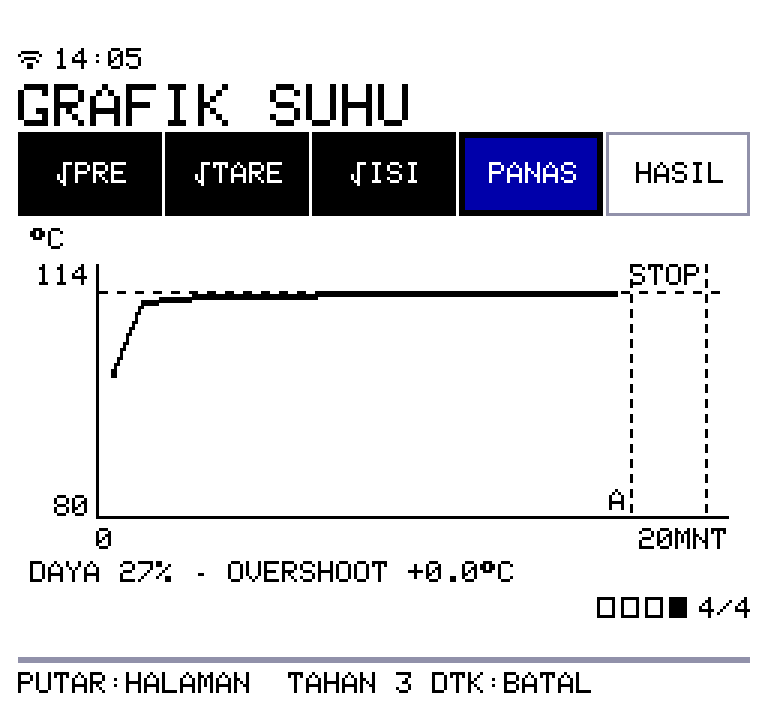 14:05
GRAFIK SUHU
√PRE √TARE √ISI PANAS HASIL
°C
114 STOP
80 A
0 20MNT
DAYA 27% - OVERSHOOT +0.0°C
4/4
PUTAR:HALAMAN TAHAN 3 DTK:BATAL